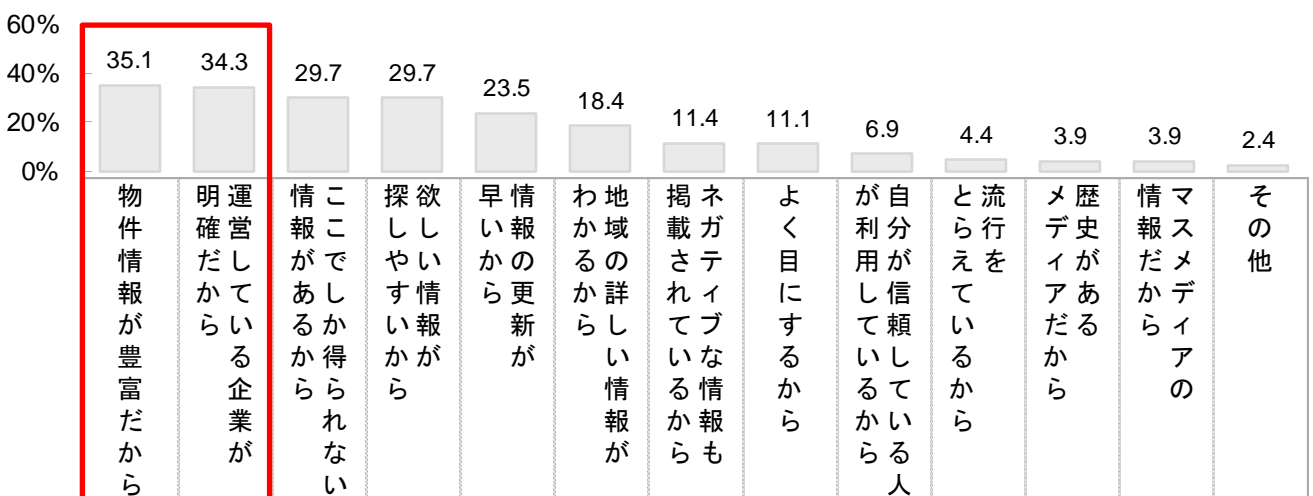 60%
40%
20%
0%
35.1
34.3
29.7
29.7
23.5
18.4
11.4
11.1
6.9
4.4
3.9
3.9
2.4
物件情報が豊富だから
運営している企業が
明確だから
ここでしか得られない
情報があるから
欲しい情報が
探しやすいから
情報の更新が
早いから
地域の詳しい情報が
わかるから
ネガティブな情報も
掲載されているから
よく目にするから
自分が信頼している人
が利用しているから
流行を
とらえているから
歴史がある
メディアだから
マスメディアの
情報だから
その他